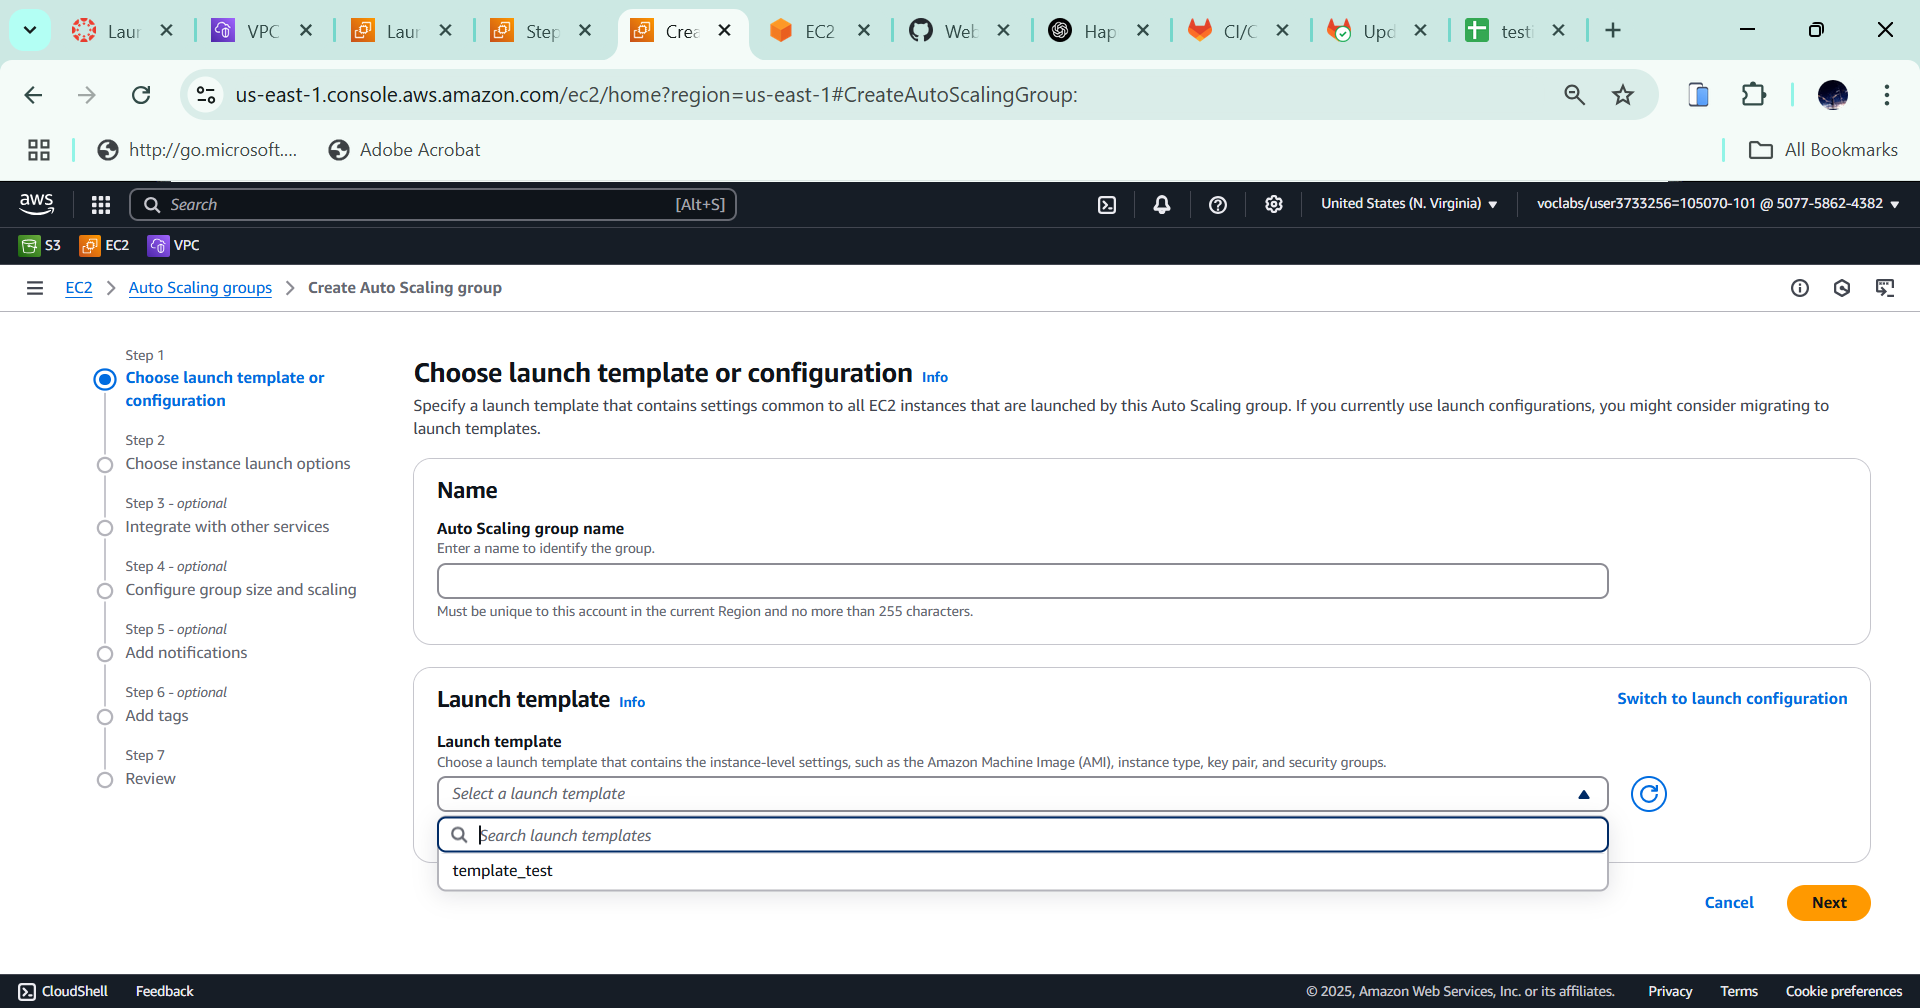 Laun
VPC
Laun
Step
Crea
EC2
Web
Hap
CI/C
Upd
testi
us-east-1.console.aws.amazon.com/ec2/home?region=us-east-1#CreateAutoScalingGroup:
http://go.microsoft....
Adobe Acrobat
All Bookmarks
aws
Search
[Alt+S]
United States (N. Virginia)
voclabs/user3733256=105070-101 @ 5077-5862-4382
S3
EC2
VPC
EC2
Auto Scaling groups
Create Auto Scaling group
Step 1
Choose launch template or
configuration
Step 2
Choose instance launch options
Step 3 - optional
Integrate with other services
Step 4 - optional
Configure group size and scaling
Step 5 - optional
Add notifications
Step 6 - optional
Add tags
Step 7
Review
Choose launch template or configuration Info
Specify a launch template that contains settings common to all EC2 instances that are launched by this Auto Scaling group. If you currently use launch configurations, you might consider migrating to
launch templates.
Name
Auto Scaling group name
Enter a name to identify the group.
Must be unique to this account in the current Region and no more than 255 characters.
Launch template Info
Switch to launch configuration
Launch template
Choose a launch template that contains the instance-level settings, such as the Amazon Machine Image (AMI), instance type, key pair, and security groups.
Select a launch template
Search launch templates
template_test
Cancel
Next
CloudShell
Feedback
© 2025, Amazon Web Services, Inc. or its affiliates.
Privacy
Terms
Cookie preferences